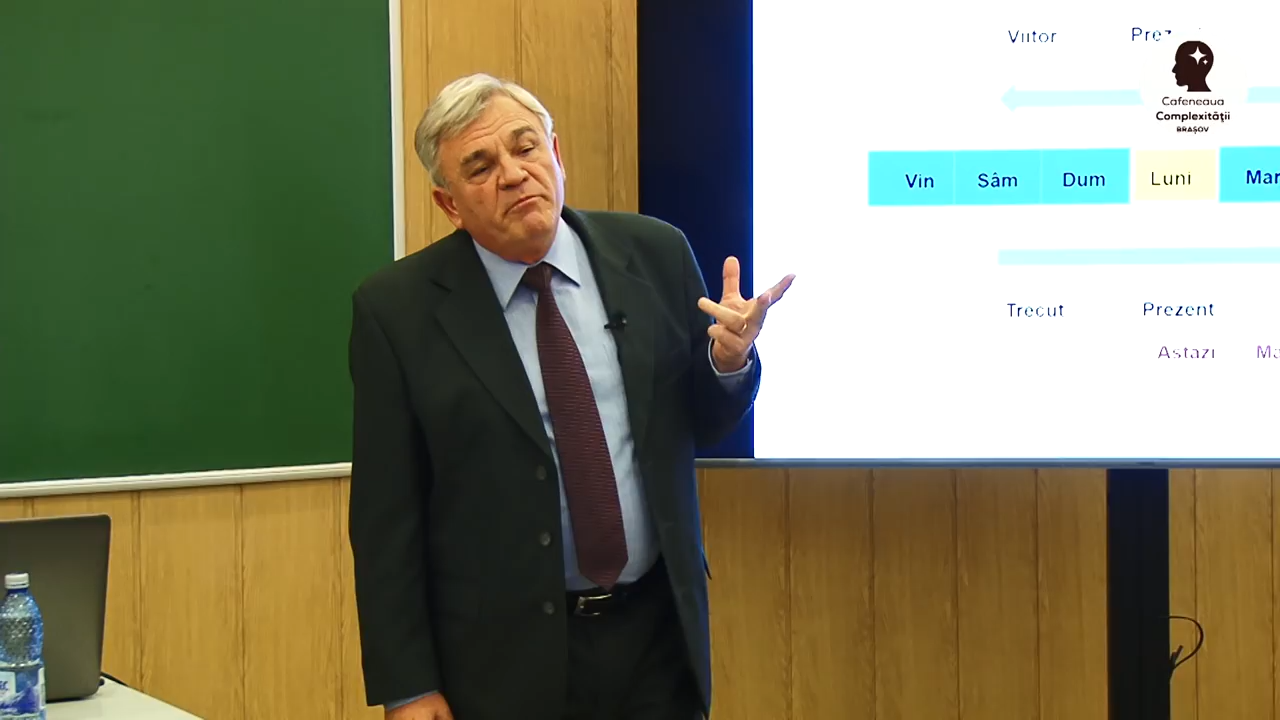 Viitor
Cafeneaua
Complexității
BRAȘOV
Vin Sâm Dum Luni
Trecut Prezent
Astazi